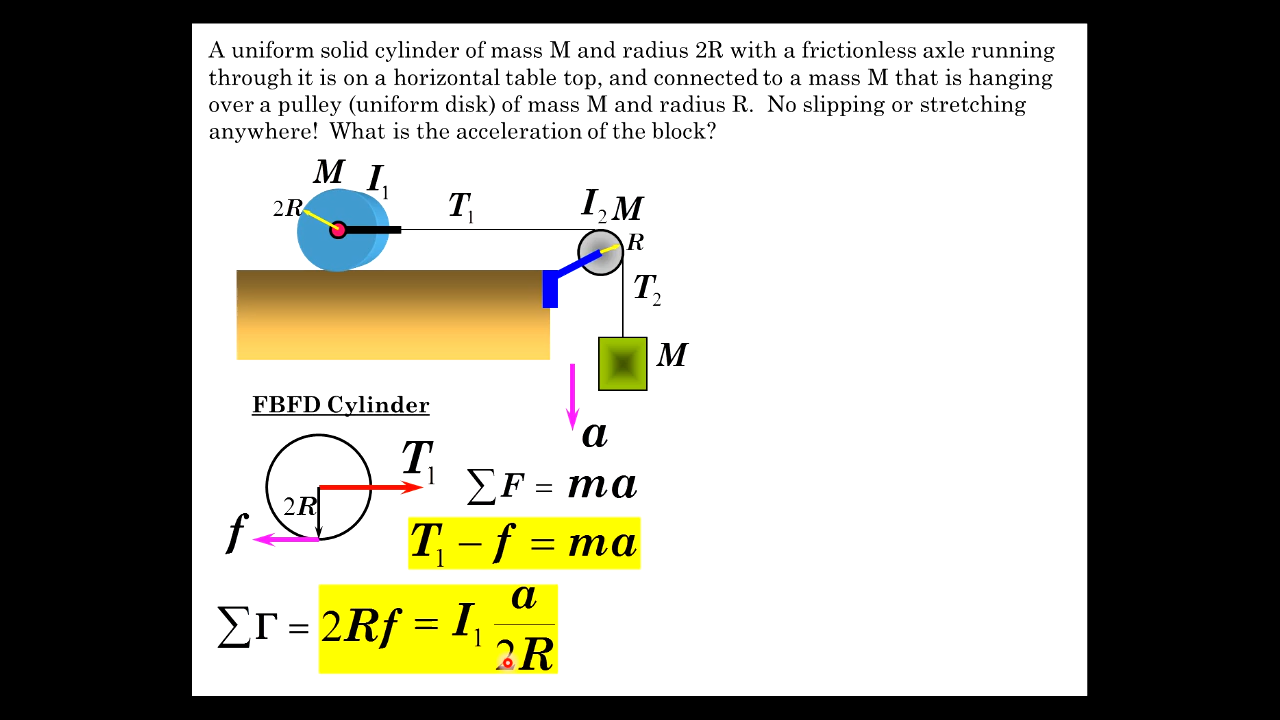 A uniform solid cylinder of mass M and radius 2R with a frictionless axle running
through it is on a horizontal table top, and connected to a mass M that is hanging
over a pulley (uniform disk) of mass M and radius R. No slipping or stretching
anywhere! What is the acceleration of the block?
M I₁
2R
T₁
I₂ M
R
T₂
M
a
FBFD Cylinder
T₁
2R
f
∑F = ma
T₁ − f = ma
∑Γ = 2Rf = I₁ a/2R